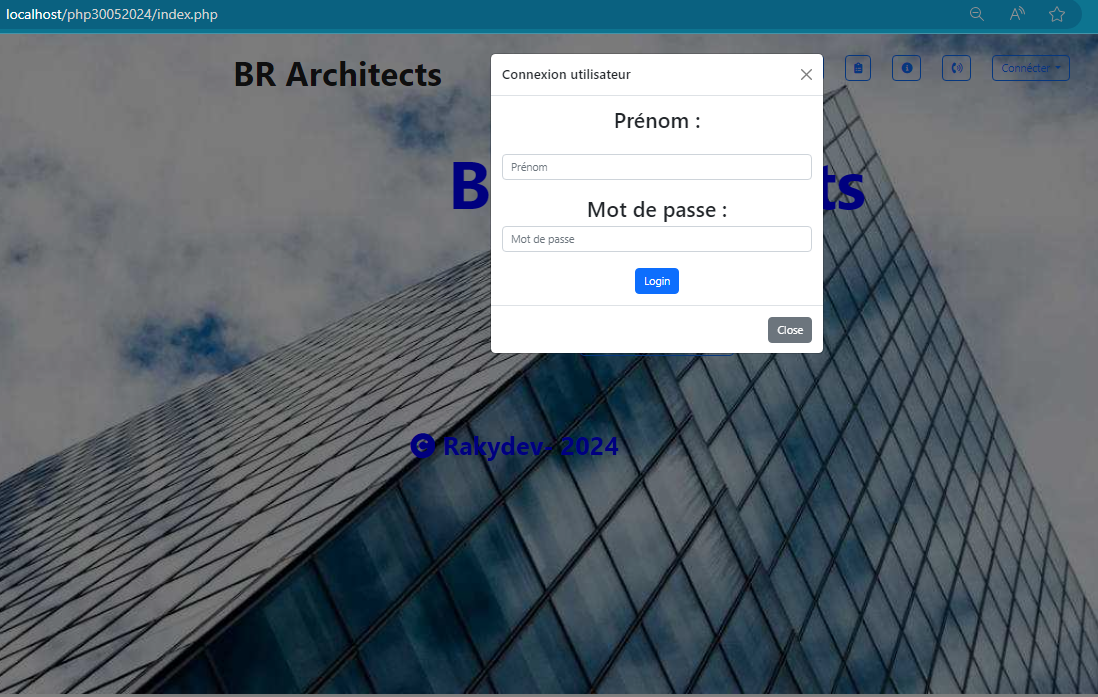 localhost/php30052024/index.php
BR Architects
Connexion utilisateur
Connecter
Prénom :
Prénom
B ts
Mot de passe :
Mot de passe
Login
Close
© Rakydev- 2024